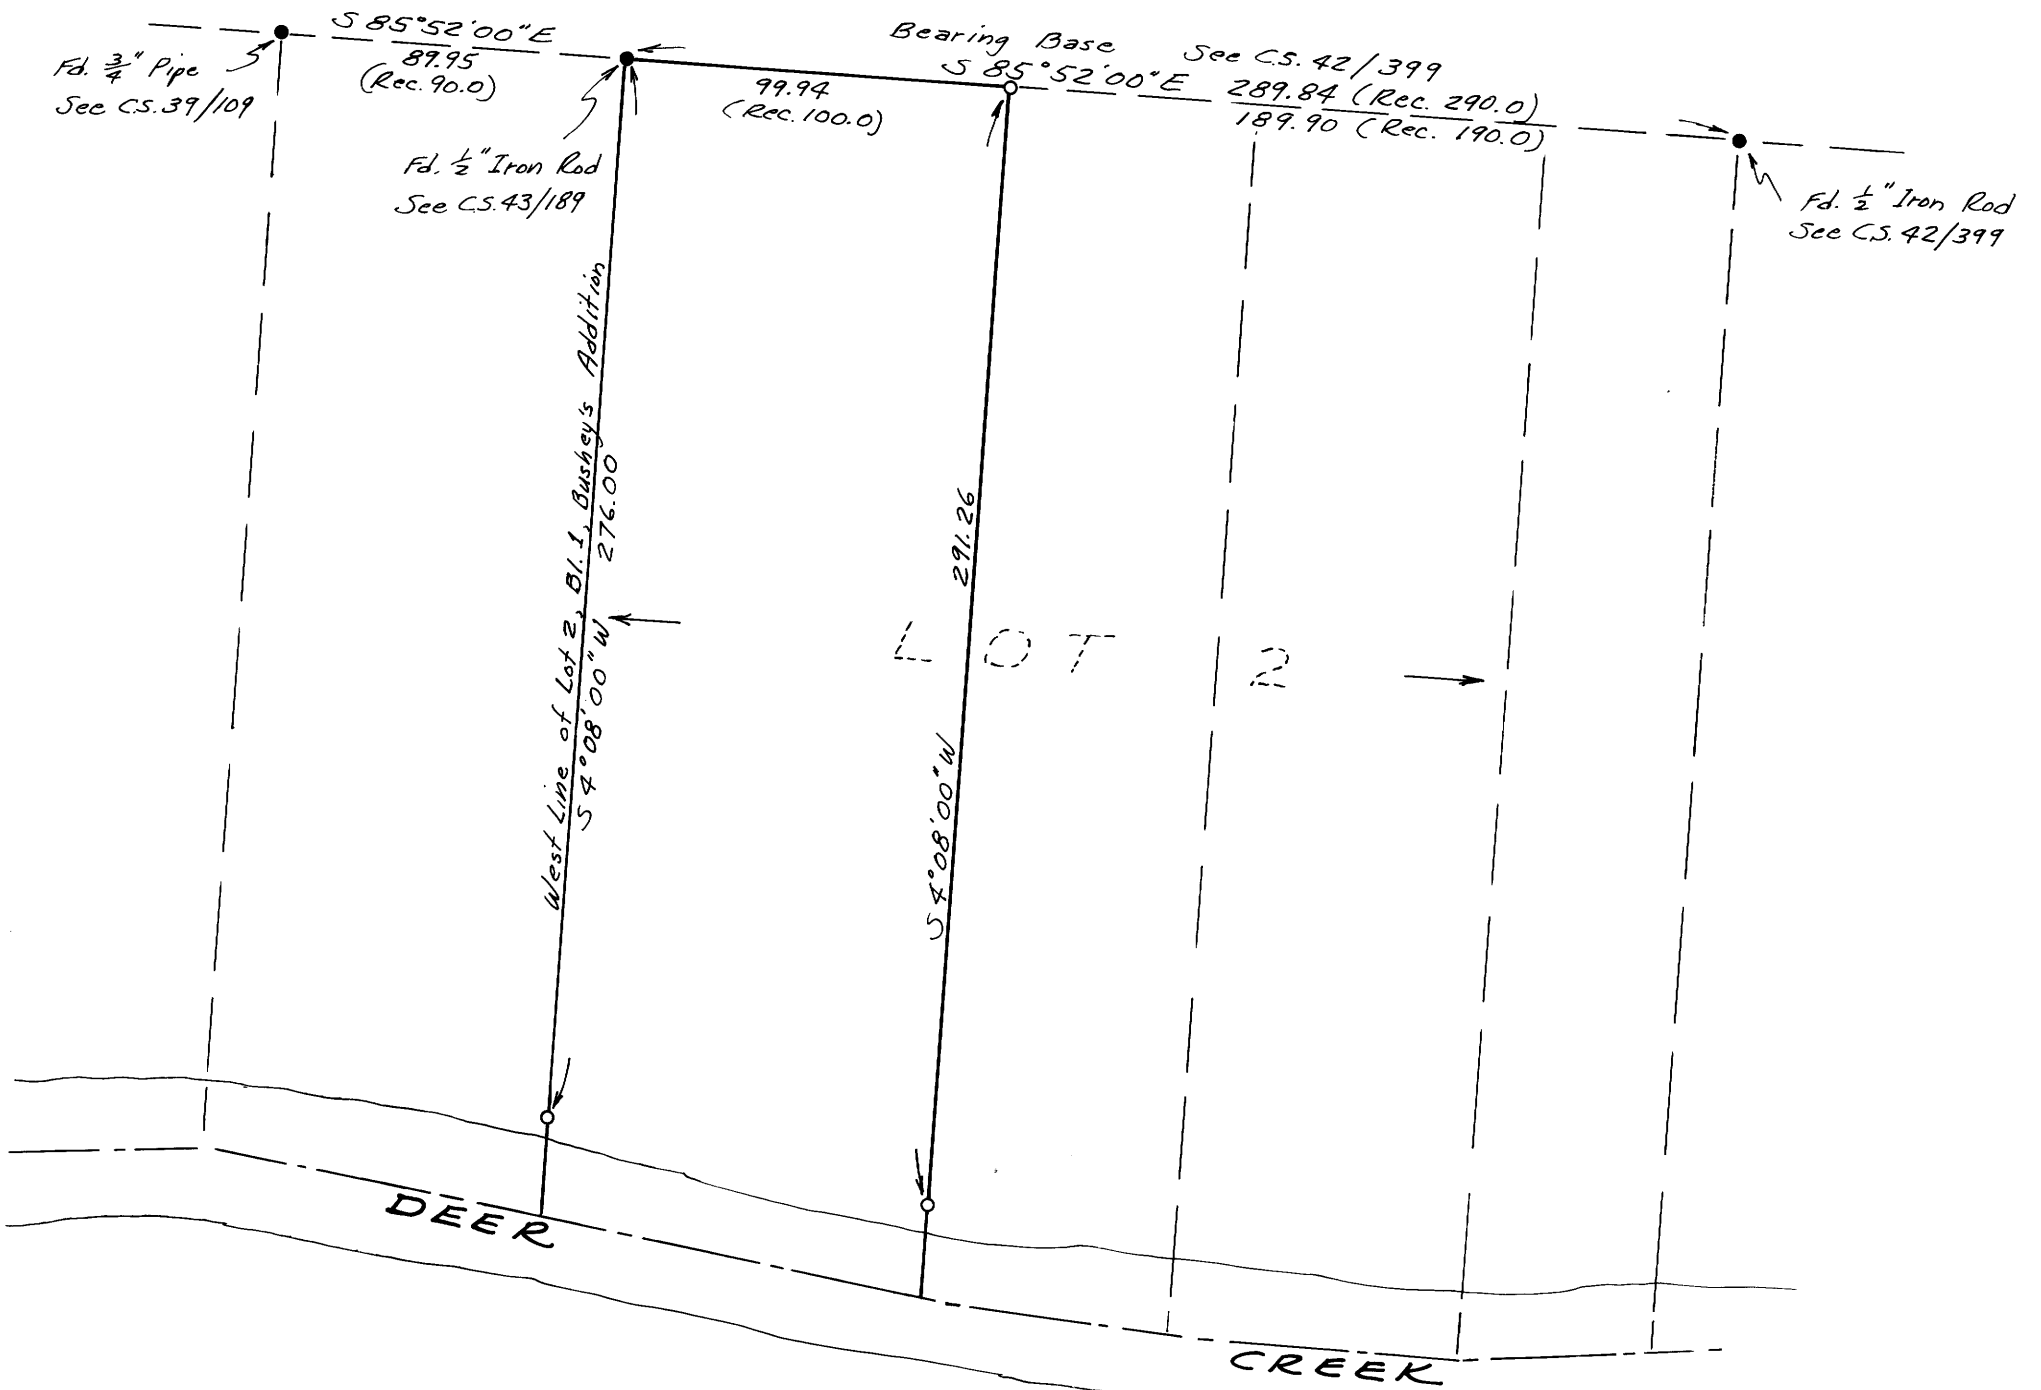 S 85°52'00"E
89.95
(Rec. 90.0)
Fd. 3/4" Pipe
See C.S. 39/109
Bearing Base
S 85°52'00"E
See C.S. 42/399
289.84 (Rec. 290.0)
189.90 (Rec. 190.0)
99.94
(Rec. 100.0)
Fd. 1/2" Iron Rod
See C.S. 43/189
Fd. 1/2" Iron Rod
See C.S. 42/399
West Line of Lot 2, Bl. 1, Bushey's Addition
S 4°08'00"W 276.00
S 4°08'00"W 291.26
LOT 2
DEER
CREEK